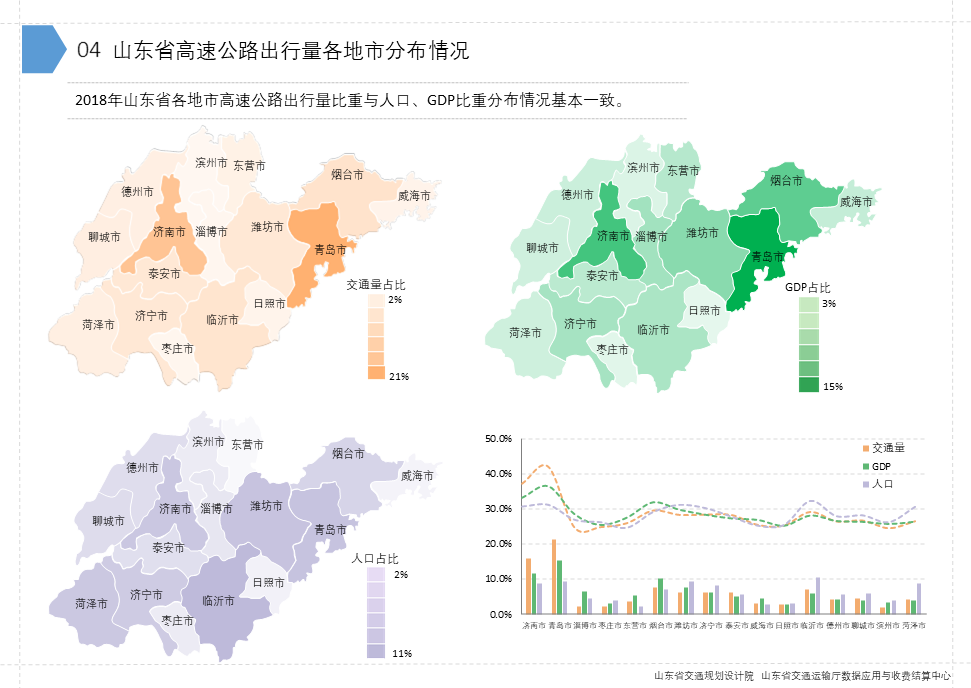 04 山东省高速公路出行量各地市分布情况
2018年山东省各地市高速公路出行量比重与人口、GDP比重分布情况基本一致。
滨州市
东营市
德州市
烟台市
威海市
聊城市
济南市
淄博市
潍坊市
青岛市
泰安市
日照市
菏泽市
济宁市
临沂市
枣庄市
交通量占比
2%
21%
滨州市
东营市
德州市
烟台市
威海市
聊城市
济南市
淄博市
潍坊市
青岛市
泰安市
日照市
菏泽市
济宁市
临沂市
枣庄市
GDP占比
3%
15%
滨州市
东营市
德州市
烟台市
威海市
聊城市
济南市
淄博市
潍坊市
青岛市
泰安市
日照市
菏泽市
济宁市
临沂市
枣庄市
人口占比
2%
11%
50.0%
40.0%
30.0%
20.0%
10.0%
0.0%
交通量
GDP
人口
济南市 青岛市 淄博市 枣庄市 东营市 烟台市 潍坊市 济宁市 泰安市 威海市 日照市 临沂市 德州市 聊城市 滨州市 菏泽市
山东省交通规划设计院 山东省交通运输厅数据应用与收费结算中心